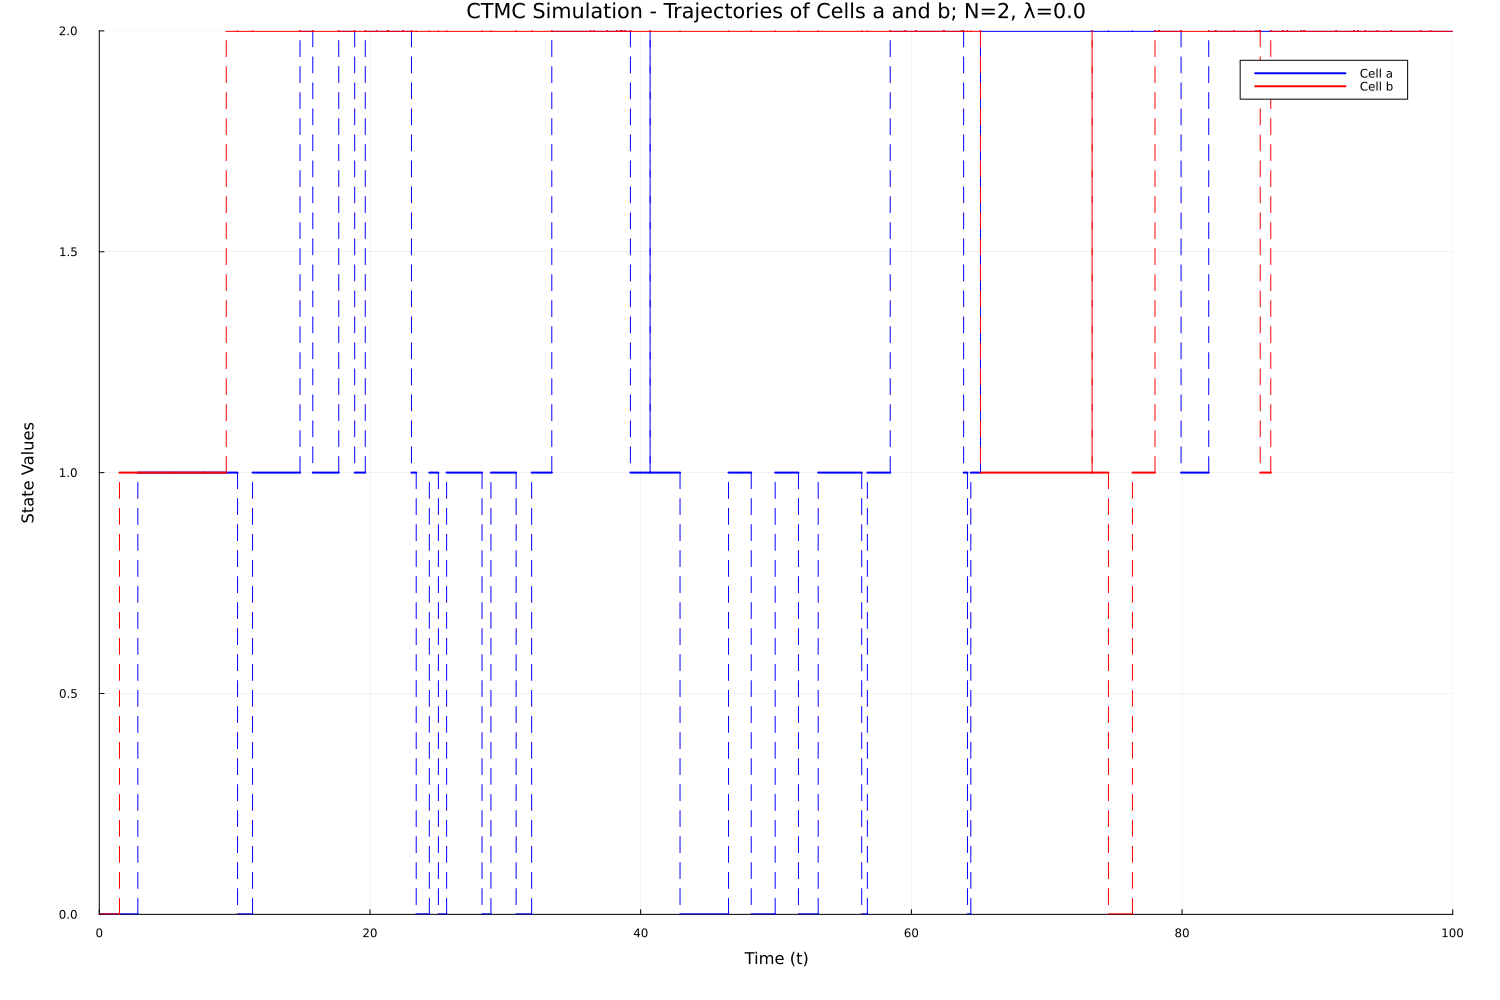 CTMC Simulation - Trajectories of Cells a and b; N=2, λ=0.0
2.0
Cell a
Cell b
1.5
1.0
State Values
0.5
0.0
0 20 40 60 80 100
Time (t)